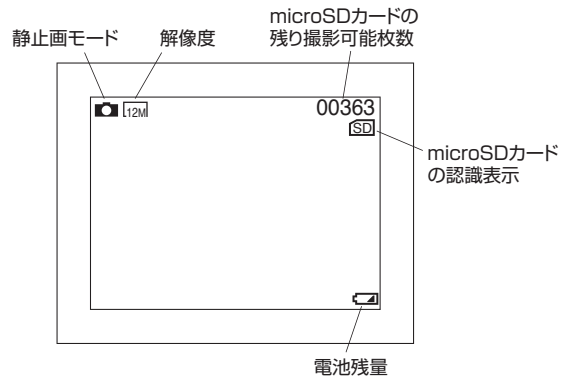 microSDカードの
残り撮影可能枚数
静止画モード
解像度
12M
00363
SD
microSDカード
の認識表示
電池残量